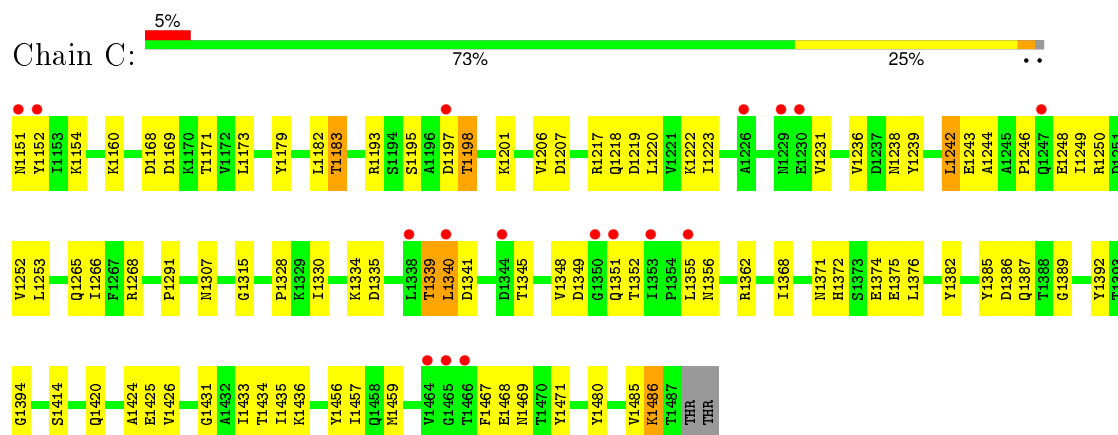 5%
Chain C:
73% 25% • •
N1151 Y1152 I1153 K1154 K1160 D1168 D1169 K1170 T1171 V1172 L1173 Y1179 L1182 T1183 R1193 S1194 S1195 A1196 D1197 T1198 K1201 V1206 D1207 R1217 Q1218 D1219 L1220 V1221 K1222 I1223 A1226 N1229 E1230 V1231 V1236 D1237 N1238 Y1239 L1242 E1243 A1244 A1245 P1246 Q1247 E1248 I1249 R1250 D1251
V1252 L1253 Q1265 I1266 F1267 R1268 P1291 N1307 G1315 P1328 K1329 I1330 K1334 D1335 L1338 T1339 L1340 D1341 D1344 T1345 V1348 D1349 G1350 Q1351 T1352 I1353 P1354 L1355 N1356 R1362 I1368 N1371 H1372 S1373 E1374 E1375 L1376 Y1382 Y1385 D1386 Q1387 T1388 G1389 Y1392 T1393
G1394 S1414 Q1420 A1424 E1425 V1426 G1431 A1432 I1433 T1434 I1435 K1436 Y1456 I1457 Q1458 M1459 V1464 G1465 T1466 F1467 E1468 N1469 T1470 Y1471 Y1480 V1485 K1486 T1487 THR THR